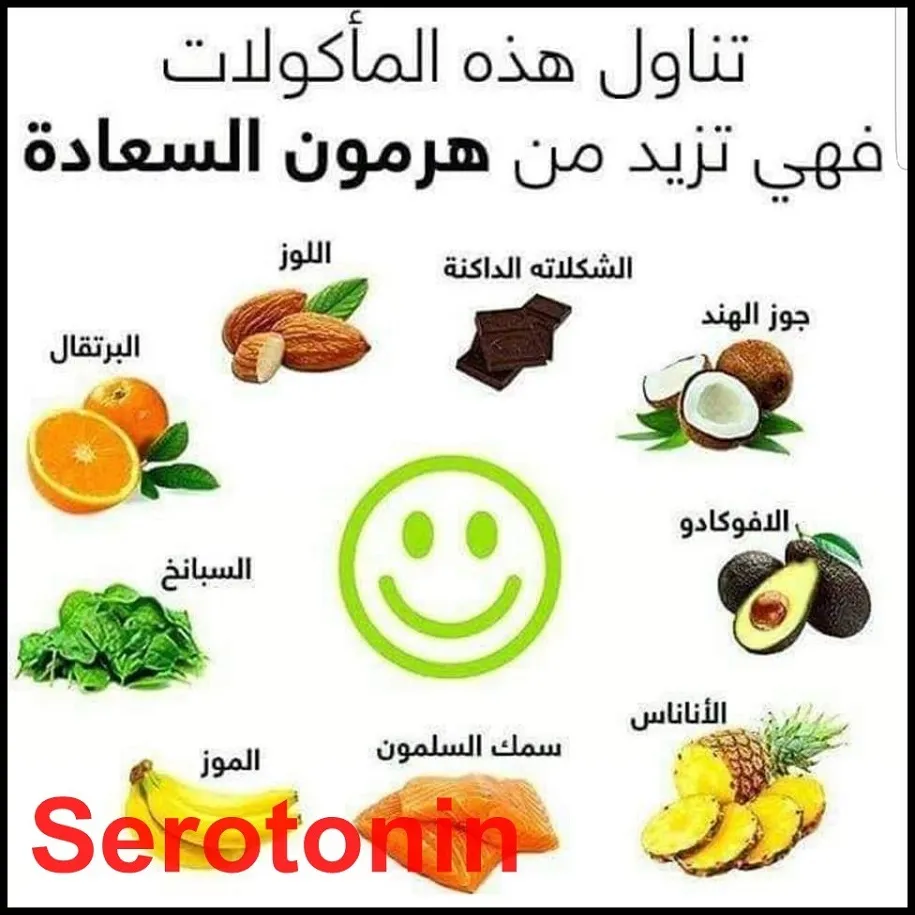 تناول هذه المأكولات
فهي تزيد من هرمون السعادة
اللوز
الشكلاته الداكنة
جوز الهند
البرتقال
الافوكادو
السبانخ
الأناناس
سمك السلمون
الموز
Serotonin